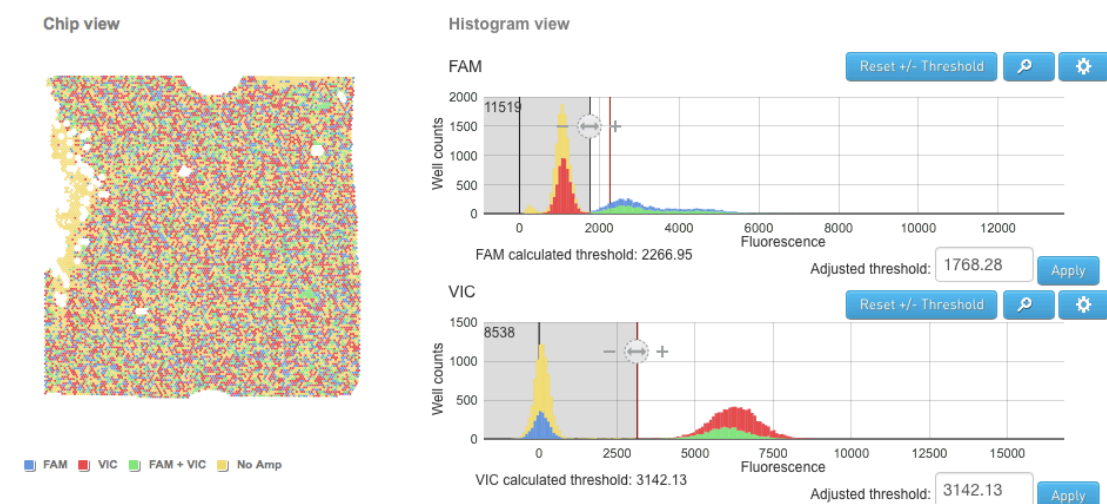 Chip view
Histogram view
FAM
Reset +/- Threshold
2000
11519
1500
1000
500
0
Well counts
0 2000 4000 6000 8000 10000 12000
Fluorescence
FAM calculated threshold: 2266.95
Adjusted threshold: 1768.28 Apply
VIC
Reset +/- Threshold
1500
8538
1000
500
0
Well counts
0 2500 5000 7500 10000 12500 15000
Fluorescence
VIC calculated threshold: 3142.13
Adjusted threshold: 3142.13 Apply
FAM VIC FAM + VIC No Amp